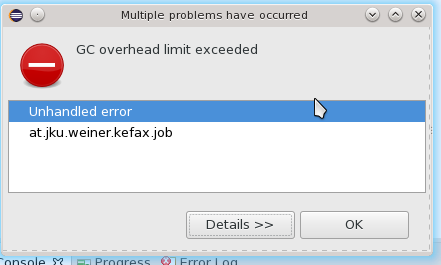 Multiple problems have occurred
GC overhead limit exceeded
Unhandled error
at.jku.weiner.kefax.job
Details >>
OK
Console
Progress
Error Log